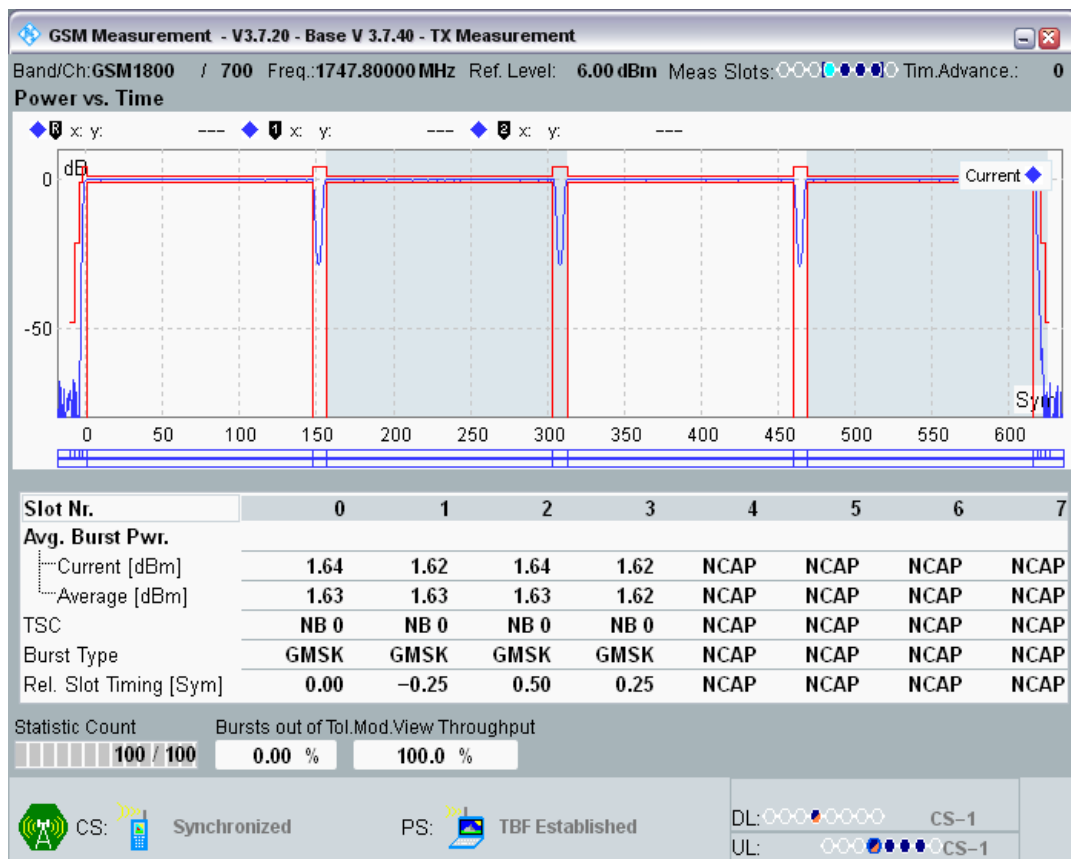 GSM Measurement - V3.7.20 - Base V 3.7.40 - TX Measurement
Band/Ch:GSM1800 / 700 Freq.:1747.80000 MHz Ref. Level: 6.00 dBm Meas Slots: Tim.Advance.: 0
Power vs. Time
R x: y: --- 1 x: y: --- 2 x: y: ---
dB
0
Current
-50
Sym
0 50 100 150 200 250 300 350 400 450 500 550 600
Slot Nr. 0 1 2 3 4 5 6 7
Avg. Burst Pwr.
Current [dBm] 1.64 1.62 1.64 1.62 NCAP NCAP NCAP NCAP
Average [dBm] 1.63 1.63 1.63 1.62 NCAP NCAP NCAP NCAP
TSC NB 0 NB 0 NB 0 NB 0 NCAP NCAP NCAP NCAP
Burst Type GMSK GMSK GMSK GMSK NCAP NCAP NCAP NCAP
Rel. Slot Timing [Sym] 0.00 −0.25 0.50 0.25 NCAP NCAP NCAP NCAP
Statistic Count Bursts out of Tol. Mod.View Throughput
100 / 100 0.00 % 100.0 %
CS: Synchronized PS: TBF Established
DL: CS−1
UL: CS−1